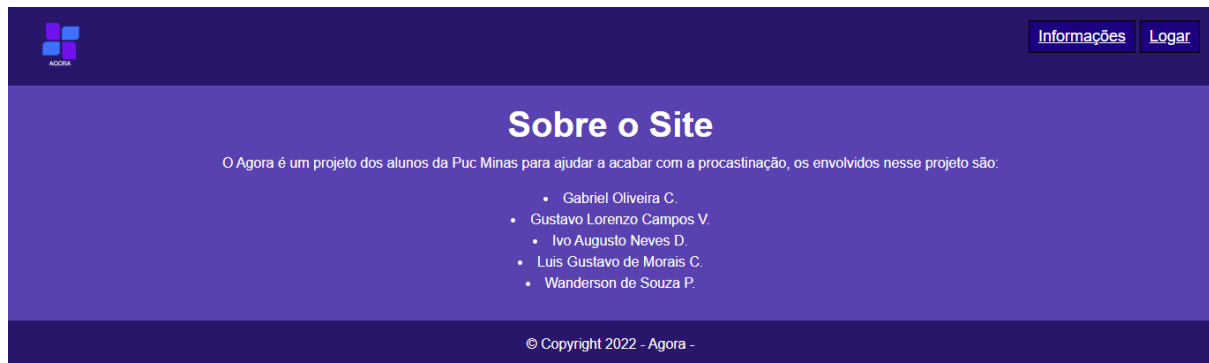 AGORA
Informações Logar
Sobre o Site
O Agora é um projeto dos alunos da Puc Minas para ajudar a acabar com a procastinação, os envolvidos nesse projeto são:
• Gabriel Oliveira C.
• Gustavo Lorenzo Campos V.
• Ivo Augusto Neves D.
• Luis Gustavo de Morais C.
• Wanderson de Souza P.
© Copyright 2022 - Agora -